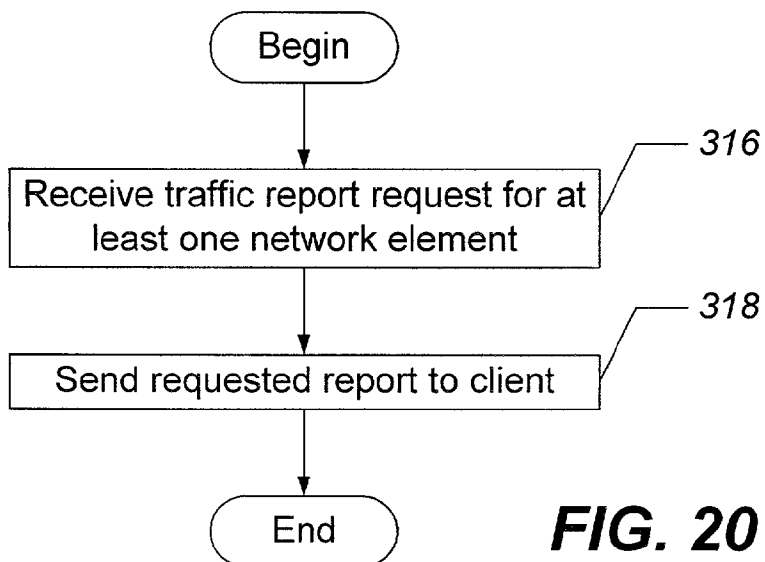 Begin
316
Receive traffic report request for at
least one network element
318
Send requested report to client
End
FIG. 20